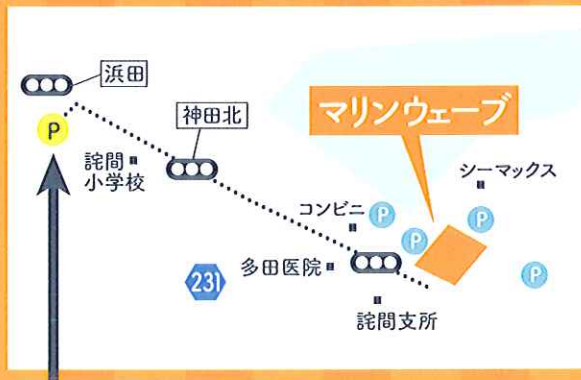 浜田
神田北
マリンウェーブ
P
詫間
小学校
シーマックス
コンビニ
P
P
P
多田医院
231
P
詫間支所